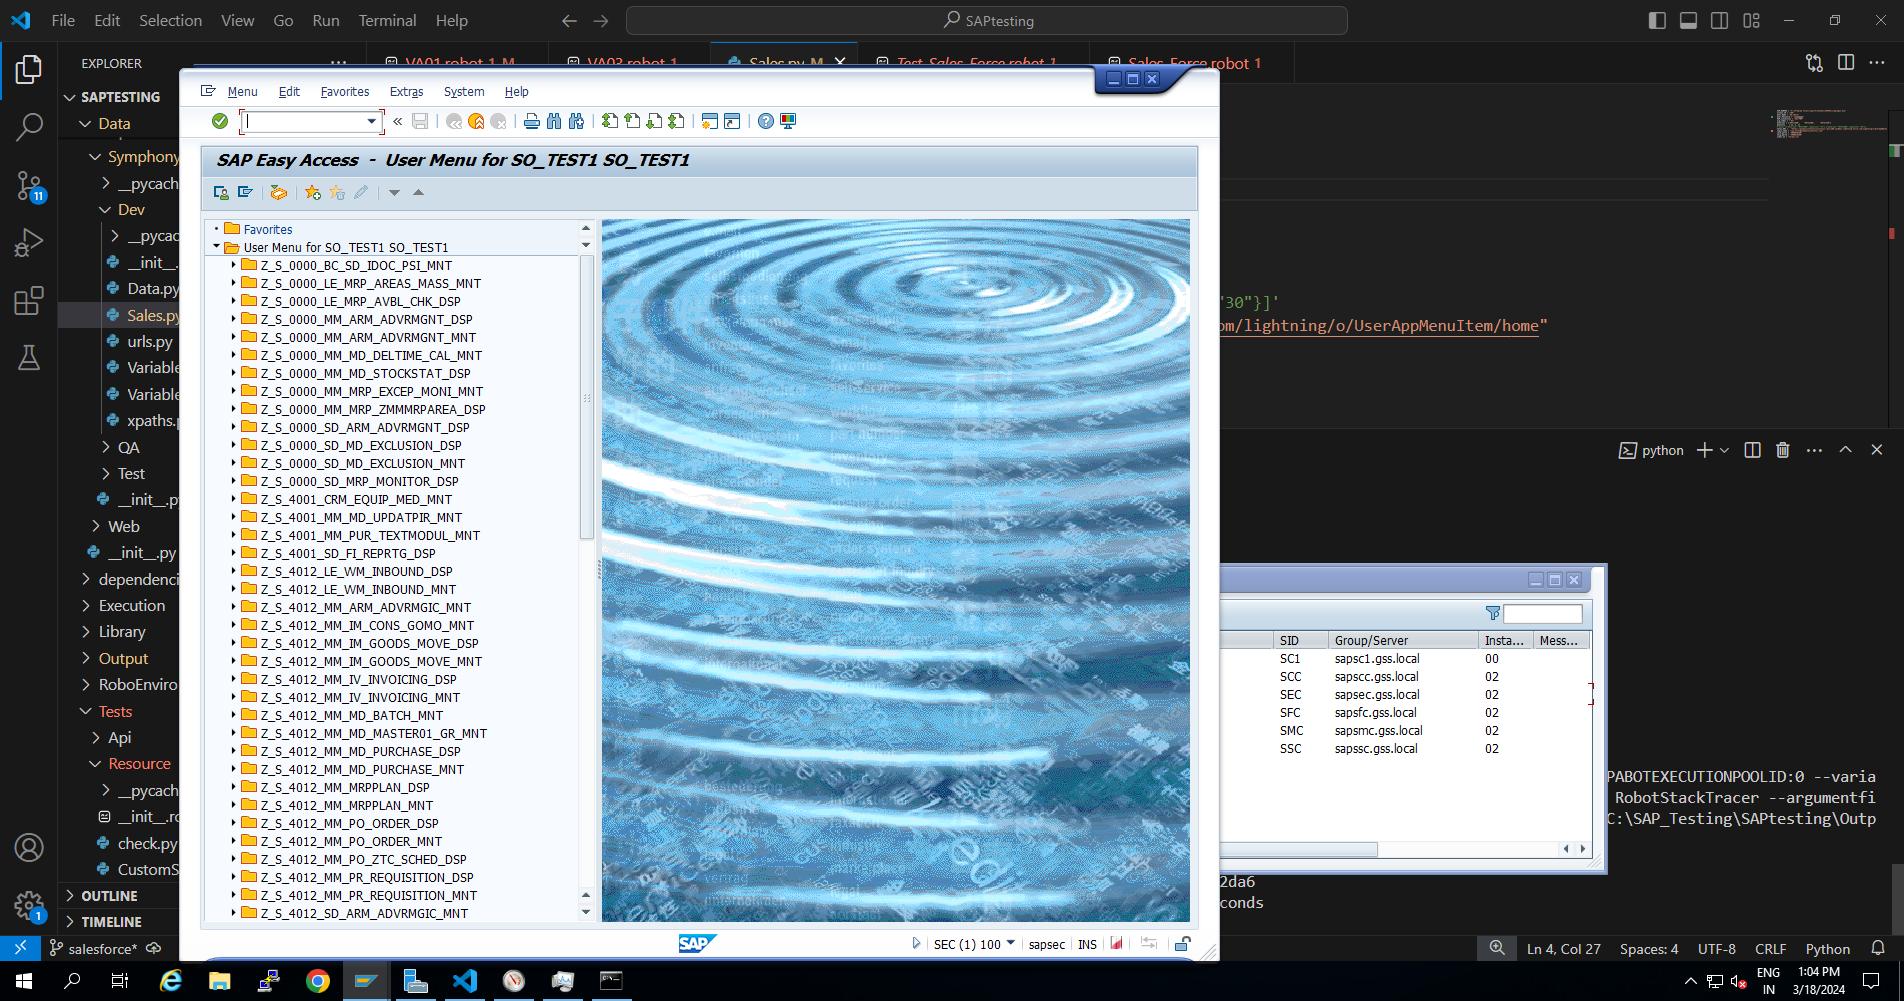 File Edit Selection View Go Run Terminal Help
SAPtesting
EXPLORER
VA01.robot 1, M
VA03.robot 1
Sales.py M
Test_Sales_Force.robot 1
Sales_Force.robot 1
SAPTESTING
Data
Symphony
__pycach
Dev
__pycac
__init__.
Data.py
Sales.py
urls.py
Variable
Variable
xpaths.p
QA
Test
__init__.py
Web
__init__.py
dependenci
Execution
Library
Output
RoboEnviro
Tests
Api
Resource
__pycach
__init__.ro
check.py
CustomS
OUTLINE
TIMELINE
11
1
Menu Edit Favorites Extras System Help
SAP Easy Access - User Menu for SO_TEST1 SO_TEST1
Favorites
User Menu for SO_TEST1 SO_TEST1
Z_S_0000_BC_SD_IDOC_PSI_MNT
Z_S_0000_LE_MRP_AREAS_MASS_MNT
Z_S_0000_LE_MRP_AVBL_CHK_DSP
Z_S_0000_MM_ARM_ADVRMGNT_DSP
Z_S_0000_MM_ARM_ADVRMGNT_MNT
Z_S_0000_MM_MD_DELTIME_CAL_MNT
Z_S_0000_MM_MD_STOCKSTAT_DSP
Z_S_0000_MM_MRP_EXCEP_MONI_MNT
Z_S_0000_MM_MRP_ZMMMRPAREA_DSP
Z_S_0000_SD_ARM_ADVRMGNT_DSP
Z_S_0000_SD_MD_EXCLUSION_DSP
Z_S_0000_SD_MD_EXCLUSION_MNT
Z_S_0000_SD_MRP_MONITOR_DSP
Z_S_4001_CRM_EQUIP_MED_MNT
Z_S_4001_MM_MD_UPDATPIR_MNT
Z_S_4001_MM_PUR_TEXTMODUL_MNT
Z_S_4001_SD_FI_REPRTG_DSP
Z_S_4012_LE_WM_INBOUND_DSP
Z_S_4012_LE_WM_INBOUND_MNT
Z_S_4012_MM_ARM_ADVRMGIC_MNT
Z_S_4012_MM_IM_CONS_GOMO_MNT
Z_S_4012_MM_IM_GOODS_MOVE_DSP
Z_S_4012_MM_IM_GOODS_MOVE_MNT
Z_S_4012_MM_IV_INVOICING_DSP
Z_S_4012_MM_IV_INVOICING_MNT
Z_S_4012_MM_MD_BATCH_MNT
Z_S_4012_MM_MD_MASTER01_GR_MNT
Z_S_4012_MM_MD_PURCHASE_DSP
Z_S_4012_MM_MD_PURCHASE_MNT
Z_S_4012_MM_MRPPLAN_DSP
Z_S_4012_MM_MRPPLAN_MNT
Z_S_4012_MM_PO_ORDER_DSP
Z_S_4012_MM_PO_ORDER_MNT
Z_S_4012_MM_PO_ZTC_SCHED_DSP
Z_S_4012_MM_PR_REQUISITION_DSP
Z_S_4012_MM_PR_REQUISITION_MNT
Z_S_4012_SD_ARM_ADVRMGIC_MNT
SAP
SEC (1) 100 sapsec INS
"30"}]'
om/lightning/o/UserAppMenuItem/home"
python
SID Group/Server Insta... Mess...
SC1 sapsc1.gss.local 00
SCC sapscc.gss.local 02
SEC sapsec.gss.local 02
SFC sapsfc.gss.local 02
SMC sapsmc.gss.local 02
SSC sapssc.gss.local 02
PABOTEXECUTIONPOOLID:0 --varia
RobotStackTracer --argumentfi
C:\SAP_Testing\SAPtesting\Outp
2da6
conds
salesforce*
Ln 4, Col 27 Spaces: 4 UTF-8 CRLF Python
ENG
IN
1:04 PM
3/18/2024